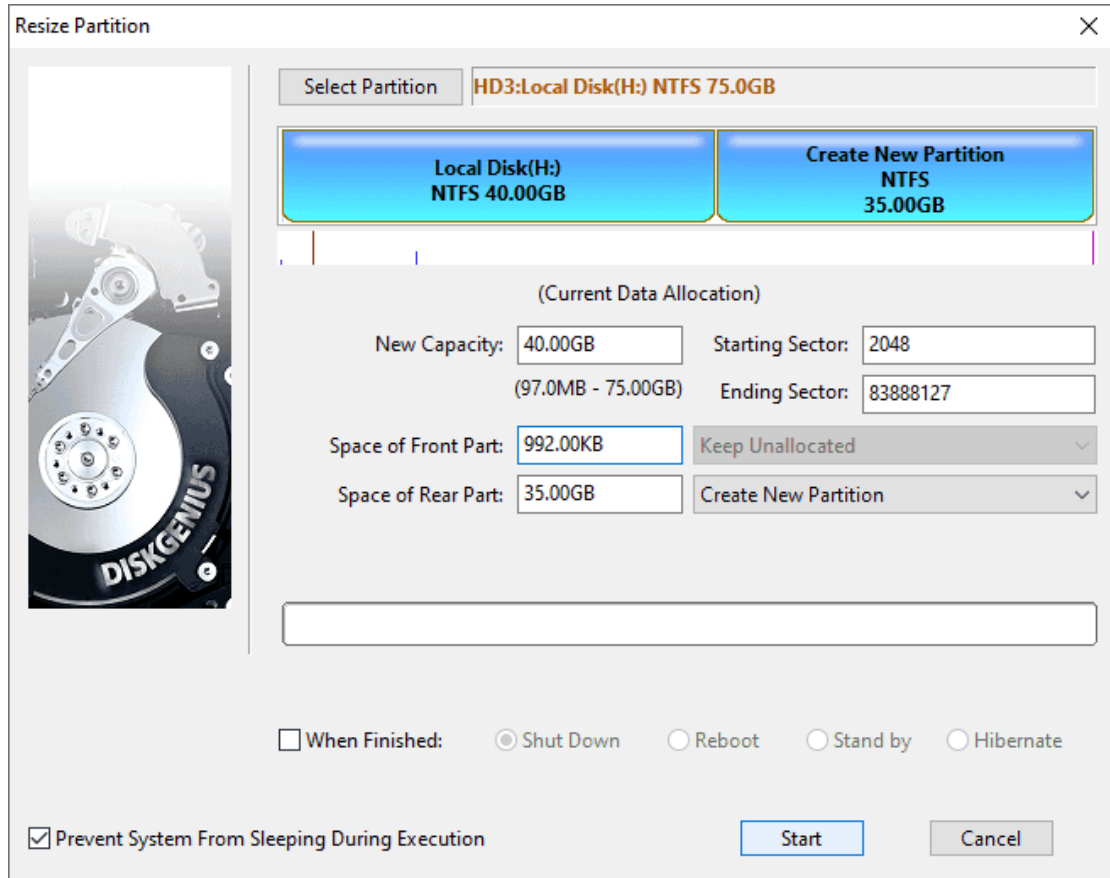 Resize Partition
Select Partition
HD3:Local Disk(H:) NTFS 75.0GB
Local Disk(H:)
NTFS 40.00GB
Create New Partition
NTFS
35.00GB
(Current Data Allocation)
New Capacity: 40.00GB Starting Sector: 2048
(97.0MB - 75.00GB) Ending Sector: 83888127
Space of Front Part: 992.00KB Keep Unallocated
Space of Rear Part: 35.00GB Create New Partition
DISKGENIUS
When Finished: Shut Down Reboot Stand by Hibernate
Prevent System From Sleeping During Execution
Start Cancel